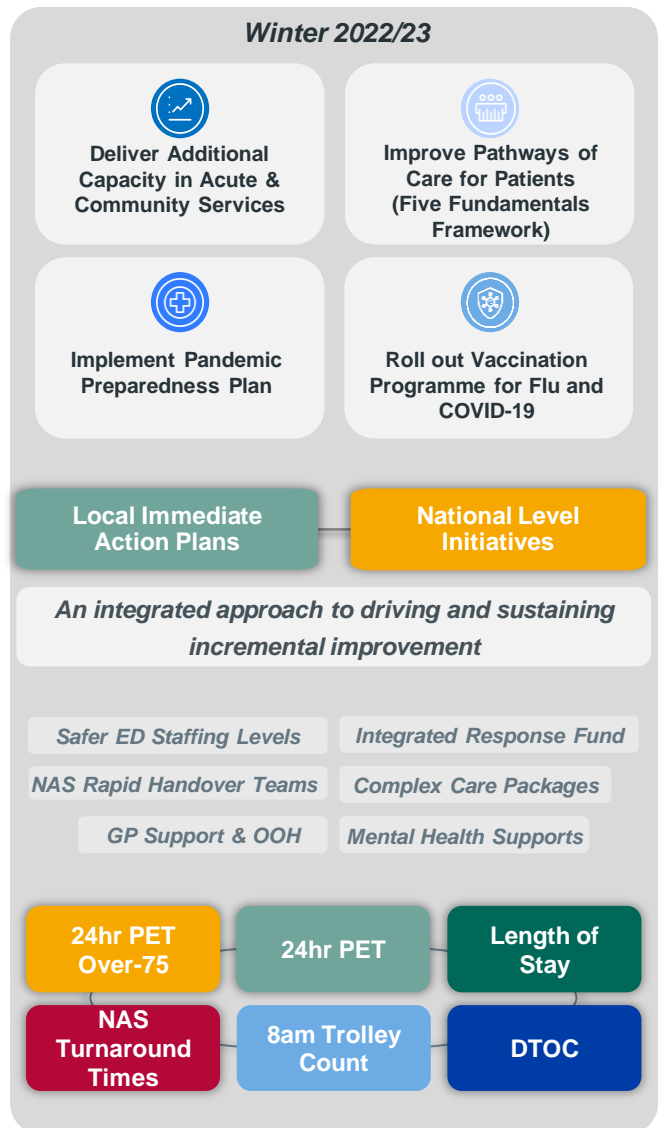 Winter 2022/23
Deliver Additional
Capacity in Acute &
Community Services
Improve Pathways of
Care for Patients
(Five Fundamentals
Framework)
Implement Pandemic
Preparedness Plan
Roll out Vaccination
Programme for Flu and
COVID-19
Local Immediate
Action Plans
National Level
Initiatives
An integrated approach to driving and sustaining
incremental improvement
Safer ED Staffing Levels
Integrated Response Fund
NAS Rapid Handover Teams
Complex Care Packages
GP Support & OOH
Mental Health Supports
24hr PET
Over-75
24hr PET
Length of
Stay
NAS
Turnaround
Times
8am Trolley
Count
DTOC